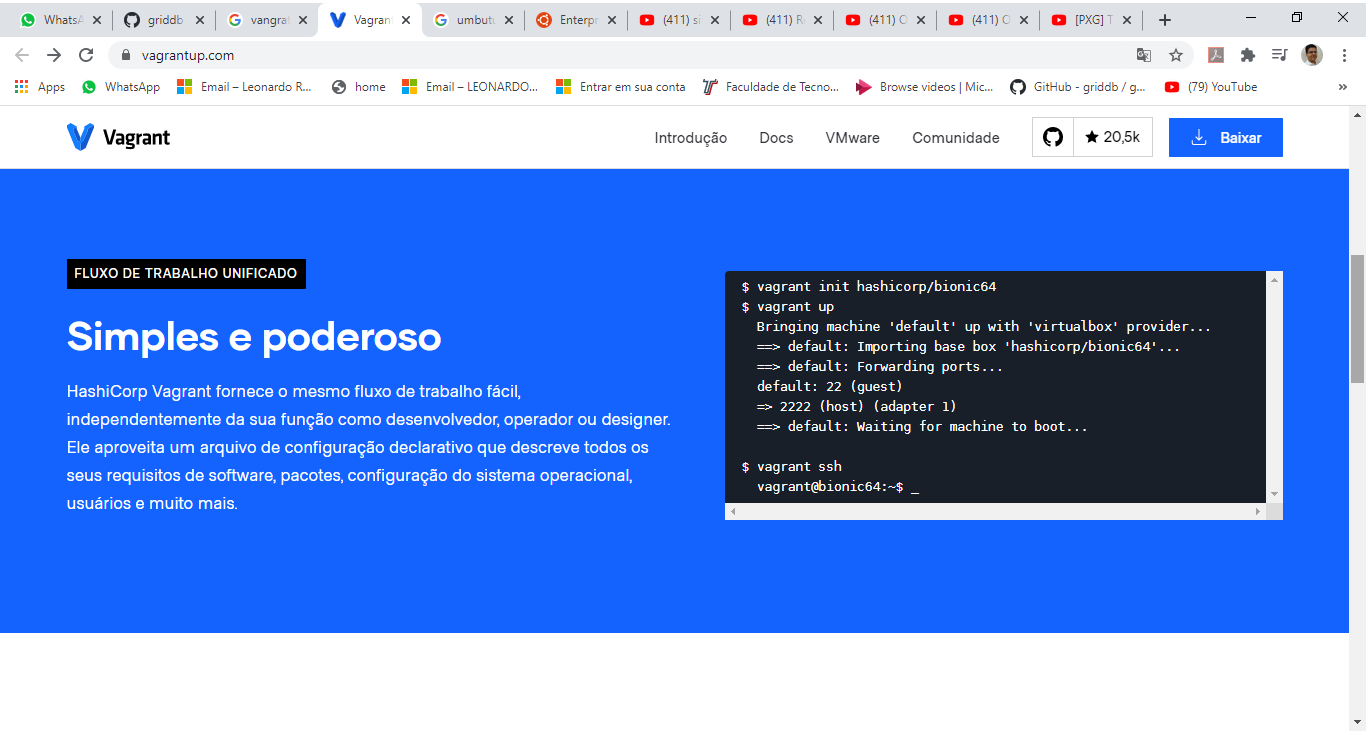 WhatsA
griddb
vangra
Vagran
umbut
Enterpr
(411) si
(411) R
(411) O
(411) O
[PXG] T
vagrantup.com
Apps
WhatsApp
Email – Leonardo R...
home
Email – LEONARDO...
Entrar em sua conta
Faculdade de Tecno...
Browse videos | Mic...
GitHub - griddb / g...
(79) YouTube
»
Vagrant
Introdução
Docs
VMware
Comunidade
★ 20,5k
Baixar
FLUXO DE TRABALHO UNIFICADO
Simples e poderoso
HashiCorp Vagrant fornece o mesmo fluxo de trabalho fácil,
independentemente da sua função como desenvolvedor, operador ou designer.
Ele aproveita um arquivo de configuração declarativo que descreve todos os
seus requisitos de software, pacotes, configuração do sistema operacional,
usuários e muito mais.
$ vagrant init hashicorp/bionic64
$ vagrant up
Bringing machine 'default' up with 'virtualbox' provider...
==> default: Importing base box 'hashicorp/bionic64'...
==> default: Forwarding ports...
default: 22 (guest)
=> 2222 (host) (adapter 1)
==> default: Waiting for machine to boot...
$ vagrant ssh
vagrant@bionic64:~$ _